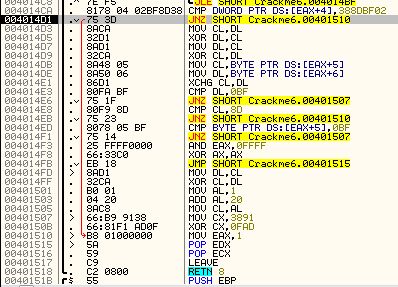 004014C8 ^ 7E F5 JLE SHORT Crackme6.004014BF
004014CA . 8178 04 02BF8D38 CMP DWORD PTR DS:[EAX+4],388DBF02
004014D1 75 3D JNZ SHORT Crackme6.00401510
004014D3 . 8ACA MOV CL,DL
004014D5 . 32D1 XOR DL,CL
004014D7 . 8AD1 MOV DL,CL
004014D9 . 32CA XOR CL,DL
004014DB . 8A48 05 MOV CL,BYTE PTR DS:[EAX+5]
004014DE . 8A50 06 MOV DL,BYTE PTR DS:[EAX+6]
004014E1 . 86D1 XCHG CL,DL
004014E3 . 80FA BF CMP DL,0BF
004014E6 75 1F JNZ SHORT Crackme6.00401507
004014E8 . 80F9 8D CMP CL,8D
004014EB 75 23 JNZ SHORT Crackme6.00401510
004014ED . 8078 05 BF CMP BYTE PTR DS:[EAX+5],0BF
004014F1 75 14 JNZ SHORT Crackme6.00401507
004014F3 . 25 FFFF0000 AND EAX,0FFFF
004014F8 . 66:33C0 XOR AX,AX
004014FB EB 18 JMP SHORT Crackme6.00401515
004014FD > 8AD1 MOV DL,CL
004014FF . 32CA XOR CL,DL
00401501 . B0 01 MOV AL,1
00401503 . 04 20 ADD AL,20
00401505 . 8AC8 MOV CL,AL
00401507 > 66:B9 9138 MOV CX,3891
0040150B . 66:81F1 AD0F XOR CX,0FAD
00401510 > B8 01000000 MOV EAX,1
00401515 > 5A POP EDX
00401516 . 59 POP ECX
00401517 . C9 LEAVE
00401518 . C2 0800 RETN 8
0040151B $ 55 PUSH EBP